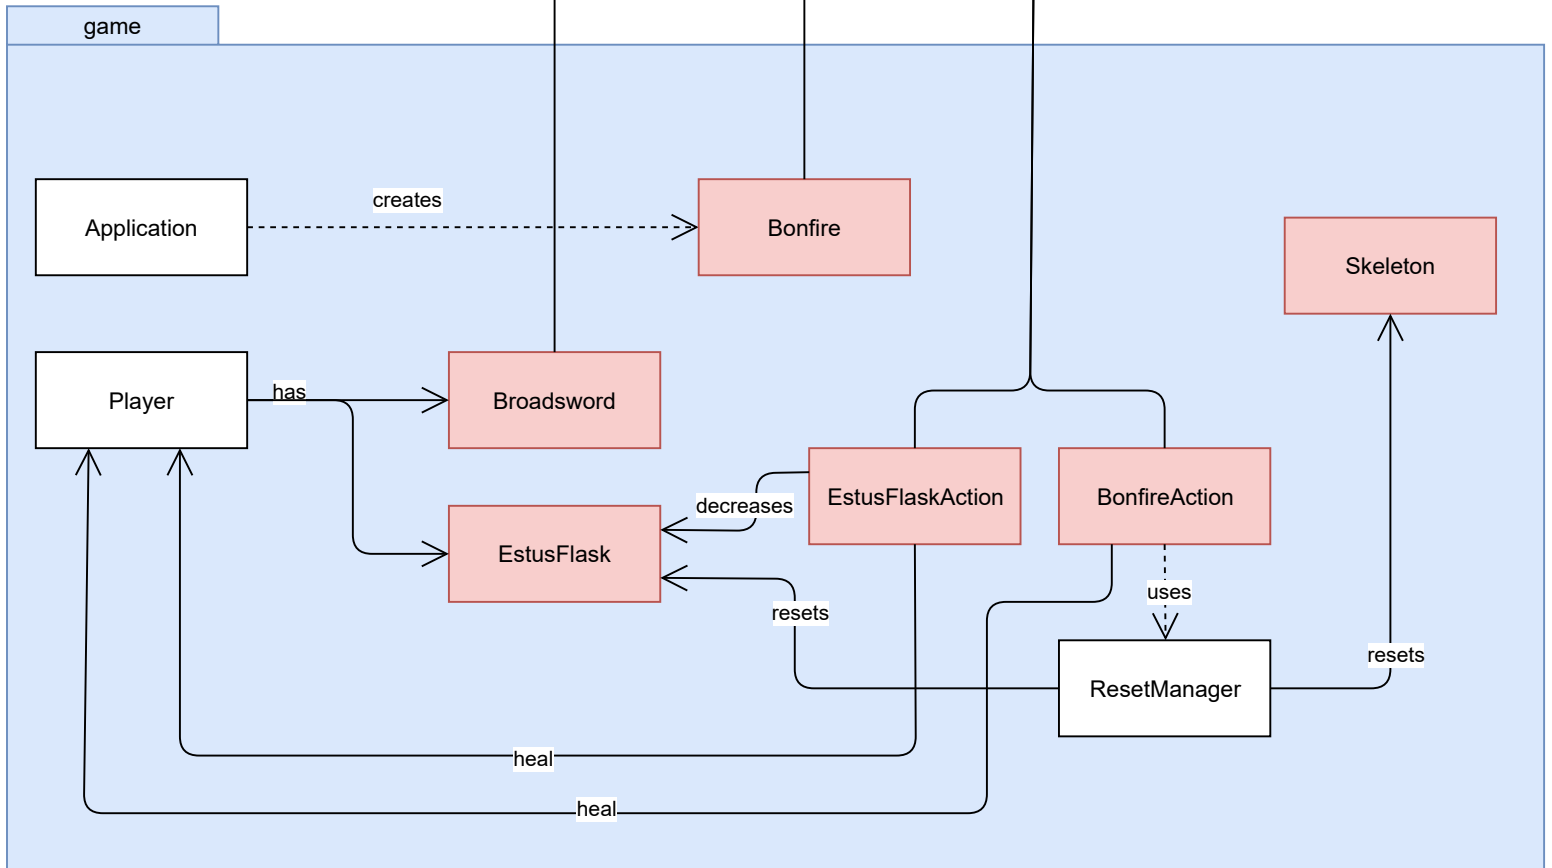 game
creates
Application
Bonfire
Skeleton
has
Player
Broadsword
EstusFlaskAction
BonfireAction
decreases
EstusFlask
uses
resets
resets
ResetManager
heal
heal